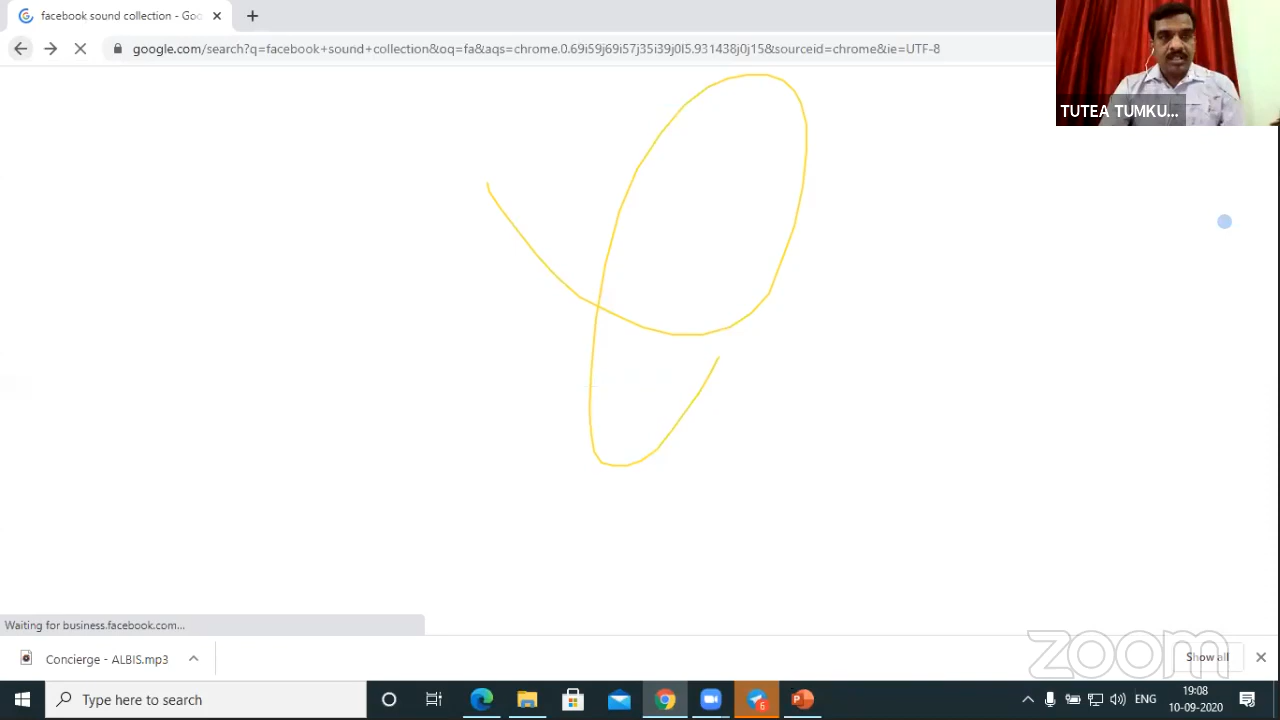 facebook sound collection - Goo
google.com/search?q=facebook+sound+collection&oq=fa&aqs=chrome.0.69i59j69i57j35i39j0l5.931438j0j15&sourceid=chrome&ie=UTF-8
TUTEA TUMKU...
Waiting for business.facebook.com...
Concierge - ALBIS.mp3
Show all
zoom
Type here to search
6
P
ENG
19:08
10-09-2020